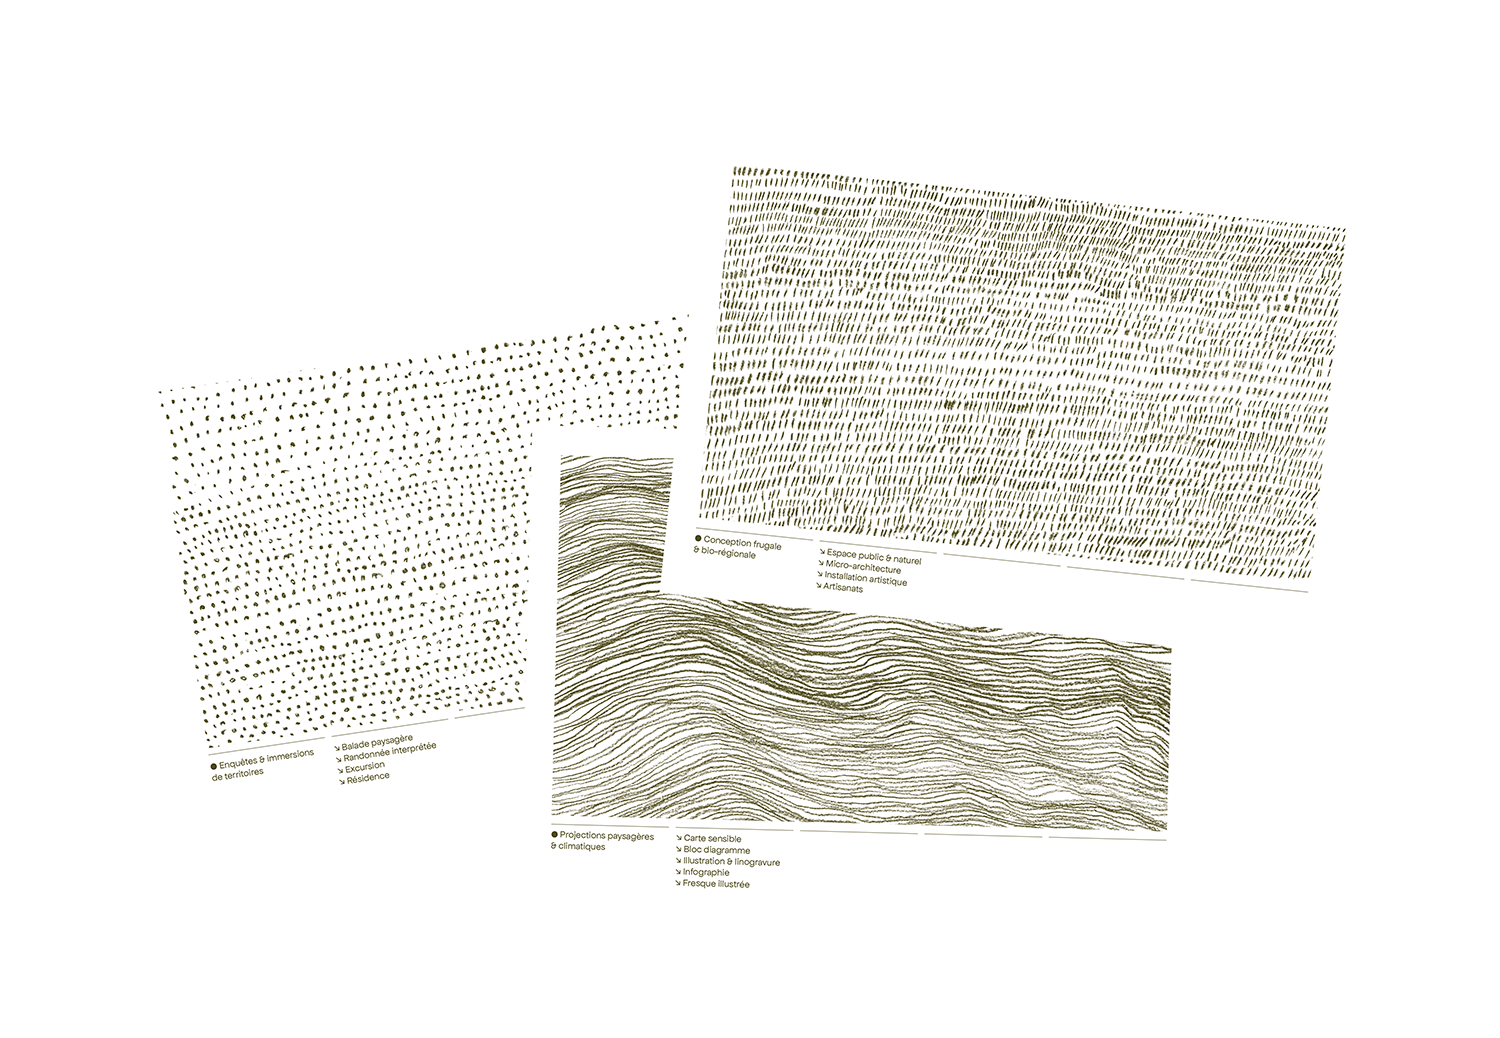 ● Conception frugale
& bio-régionale
↘ Espace public & naturel
↘ Micro-architecture
↘ Installation artistique
↘ Artisanats
● Enquêtes & immersions
de territoires
↘ Balade paysagère
↘ Randonnée interprétée
↘ Excursion
↘ Résidence
● Projections paysagères
& climatiques
↘ Carte sensible
↘ Bloc diagramme
↘ Illustration & linogravure
↘ Infographie
↘ Fresque illustrée